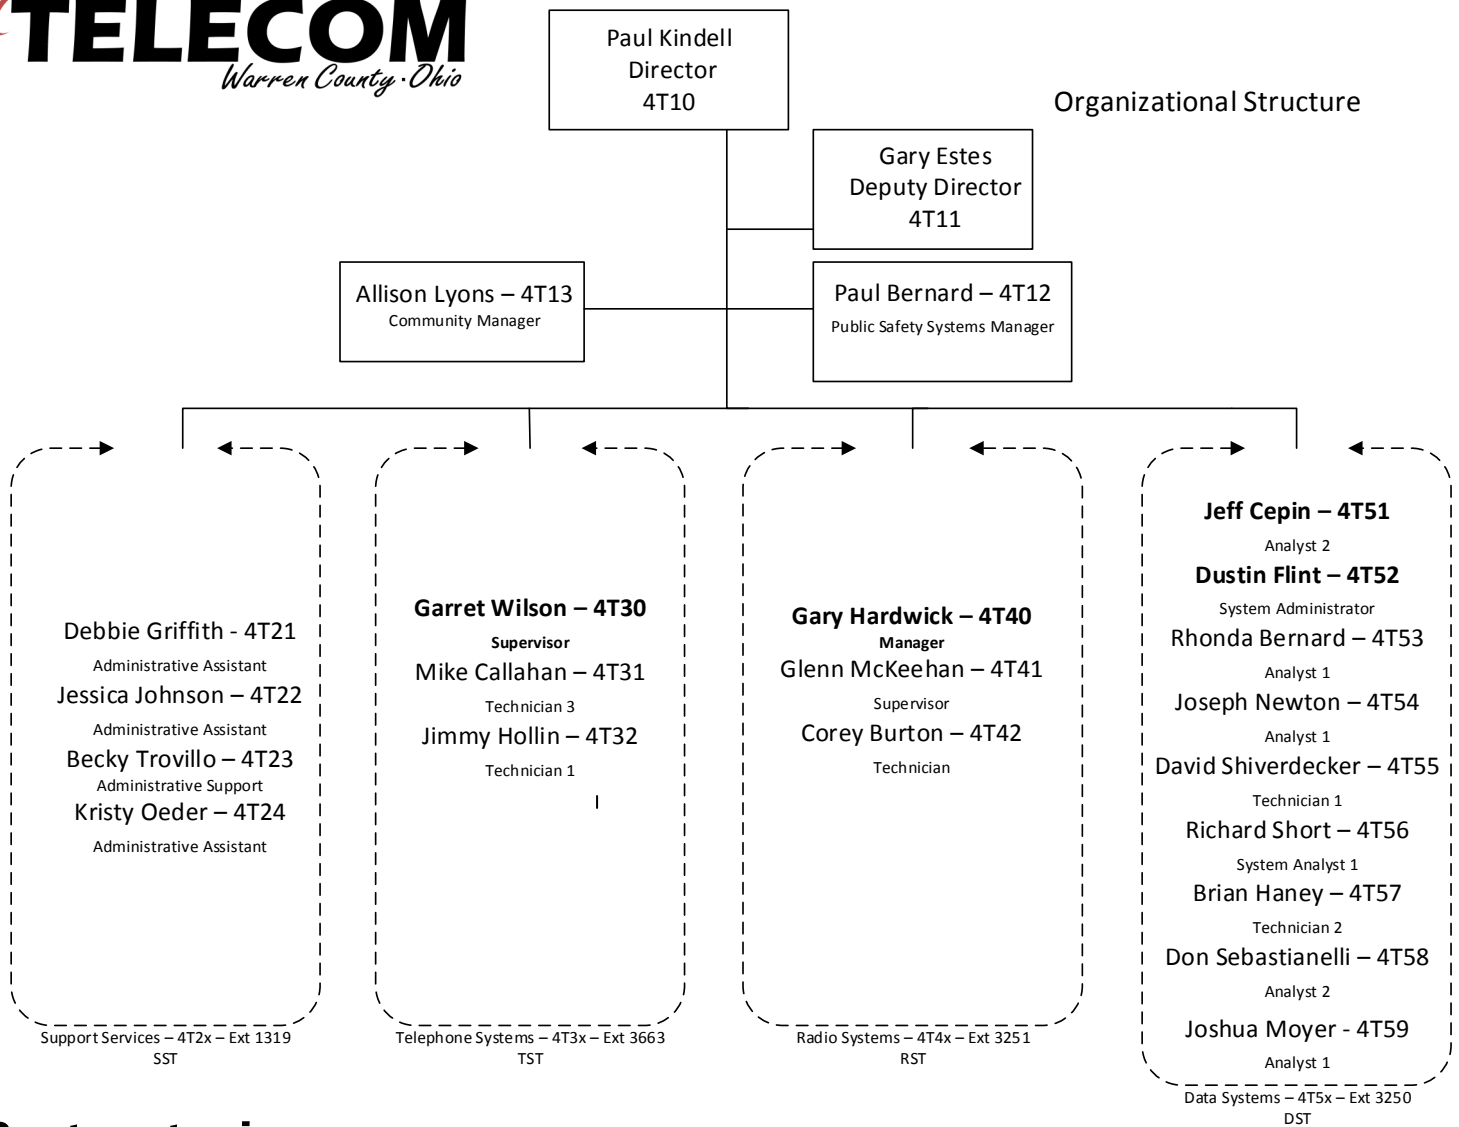 TELECOM
Warren County · Ohio
Paul Kindell
Director
4T10
Organizational Structure
Gary Estes
Deputy Director
4T11
Allison Lyons – 4T13
Community Manager
Paul Bernard – 4T12
Public Safety Systems Manager
Debbie Griffith - 4T21
Administrative Assistant
Jessica Johnson – 4T22
Administrative Assistant
Becky Trovillo – 4T23
Administrative Support
Kristy Oeder – 4T24
Administrative Assistant
Support Services – 4T2x – Ext 1319
SST
Garret Wilson – 4T30
Supervisor
Mike Callahan – 4T31
Technician 3
Jimmy Hollin – 4T32
Technician 1
Telephone Systems – 4T3x – Ext 3663
TST
Gary Hardwick – 4T40
Manager
Glenn McKeehan – 4T41
Supervisor
Corey Burton – 4T42
Technician
Radio Systems – 4T4x – Ext 3251
RST
Jeff Cepin – 4T51
Analyst 2
Dustin Flint – 4T52
System Administrator
Rhonda Bernard – 4T53
Analyst 1
Joseph Newton – 4T54
Analyst 1
David Shiverdecker – 4T55
Technician 1
Richard Short – 4T56
System Analyst 1
Brian Haney – 4T57
Technician 2
Don Sebastianelli – 4T58
Analyst 2
Joshua Moyer - 4T59
Analyst 1
Data Systems – 4T5x – Ext 3250
DST